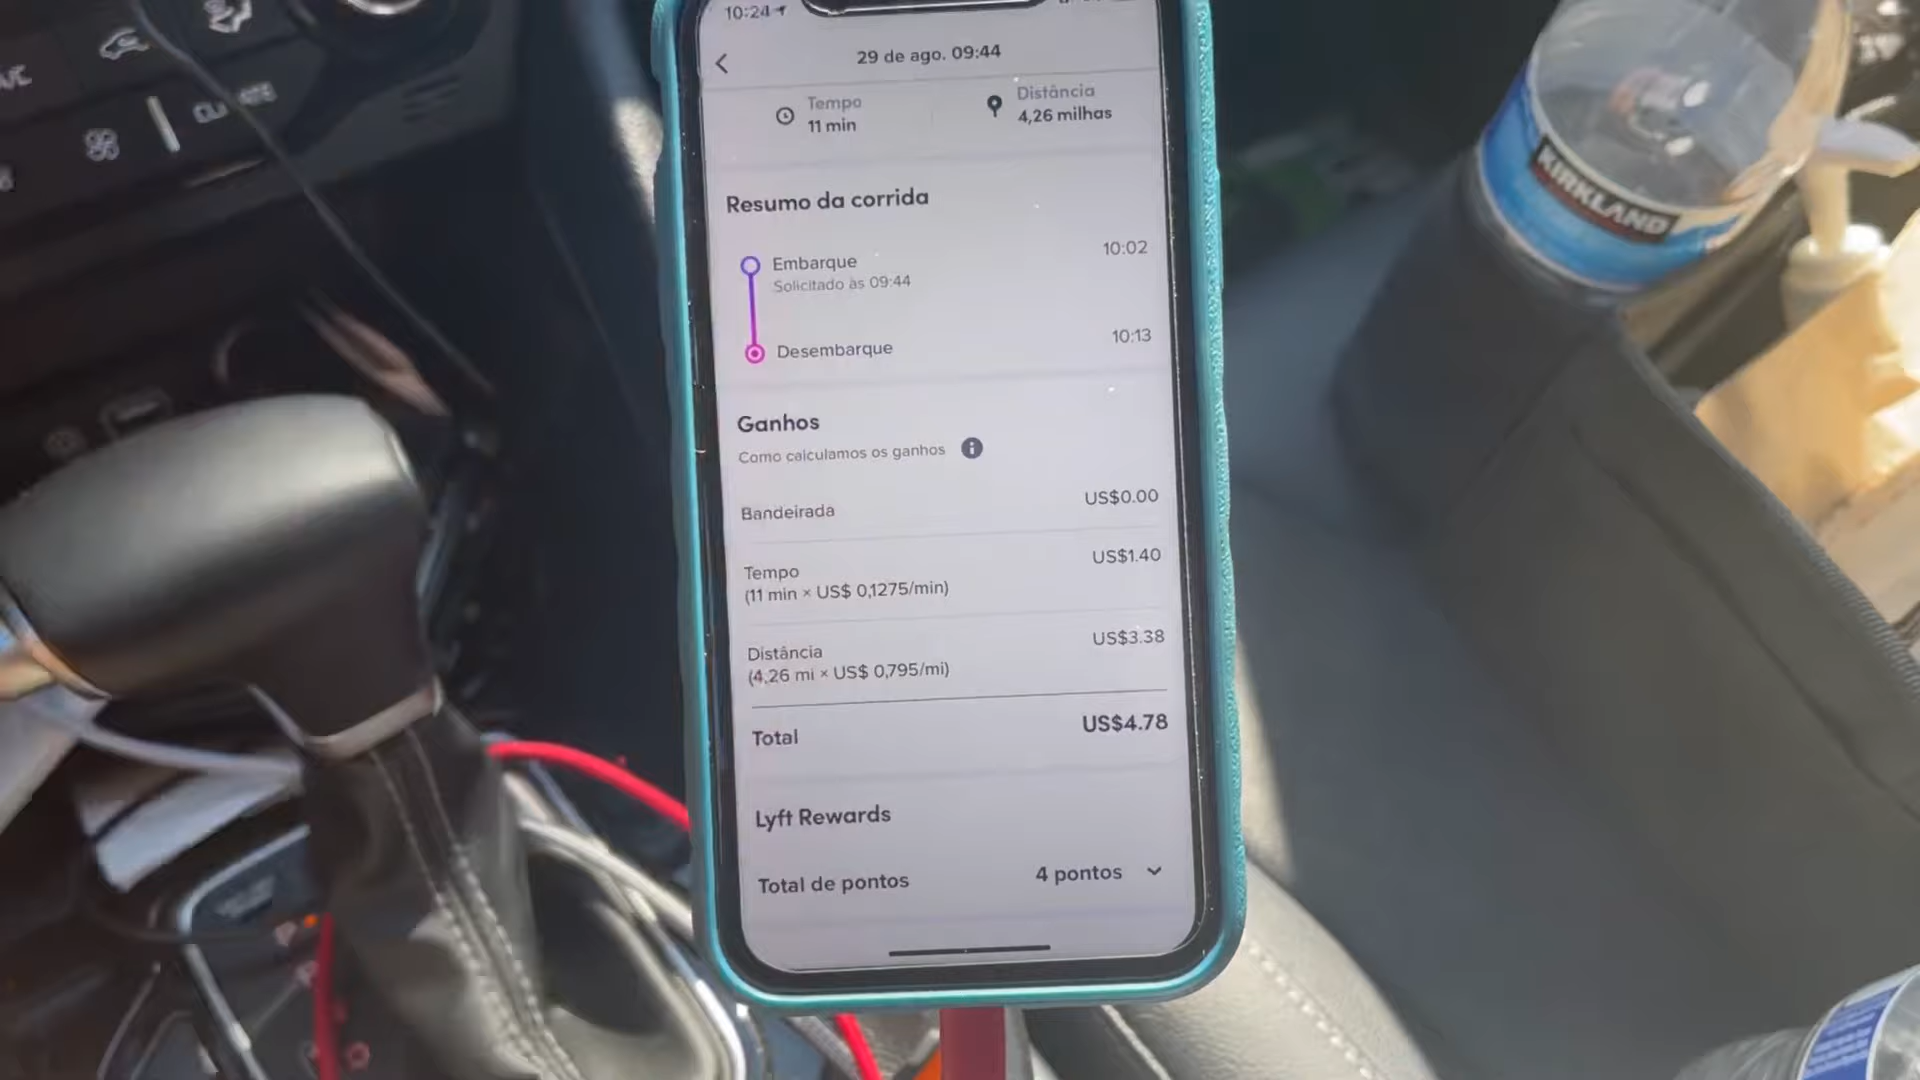 10:24
29 de ago. 09:44
Tempo
11 min
Distância
4,26 milhas
Resumo da corrida
Embarque
10:02
Solicitado às 09:44
Desembarque
10:13
Ganhos
Como calculamos os ganhos
Bandeirada
US$0.00
Tempo
US$1.40
(11 min × US$ 0,1275/min)
Distância
US$3.38
(4,26 mi × US$ 0,795/mi)
Total
US$4.78
Lyft Rewards
Total de pontos
4 pontos
KIRKLAND